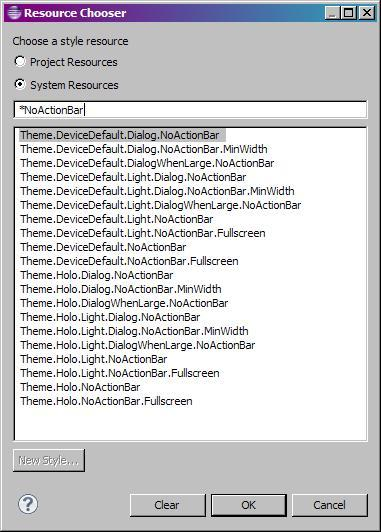 Resource Chooser
Choose a style resource
Project Resources
System Resources
*NoActionBar
Theme.DeviceDefault.Dialog.NoActionBar
Theme.DeviceDefault.Dialog.NoActionBar.MinWidth
Theme.DeviceDefault.DialogWhenLarge.NoActionBar
Theme.DeviceDefault.Light.Dialog.NoActionBar
Theme.DeviceDefault.Light.Dialog.NoActionBar.MinWidth
Theme.DeviceDefault.Light.DialogWhenLarge.NoActionBar
Theme.DeviceDefault.Light.NoActionBar
Theme.DeviceDefault.Light.NoActionBar.Fullscreen
Theme.DeviceDefault.NoActionBar
Theme.DeviceDefault.NoActionBar.Fullscreen
Theme.Holo.Dialog.NoActionBar
Theme.Holo.Dialog.NoActionBar.MinWidth
Theme.Holo.DialogWhenLarge.NoActionBar
Theme.Holo.Light.Dialog.NoActionBar
Theme.Holo.Light.Dialog.NoActionBar.MinWidth
Theme.Holo.Light.DialogWhenLarge.NoActionBar
Theme.Holo.Light.NoActionBar
Theme.Holo.Light.NoActionBar.Fullscreen
Theme.Holo.NoActionBar
Theme.Holo.NoActionBar.Fullscreen
New Style...
? Clear OK Cancel